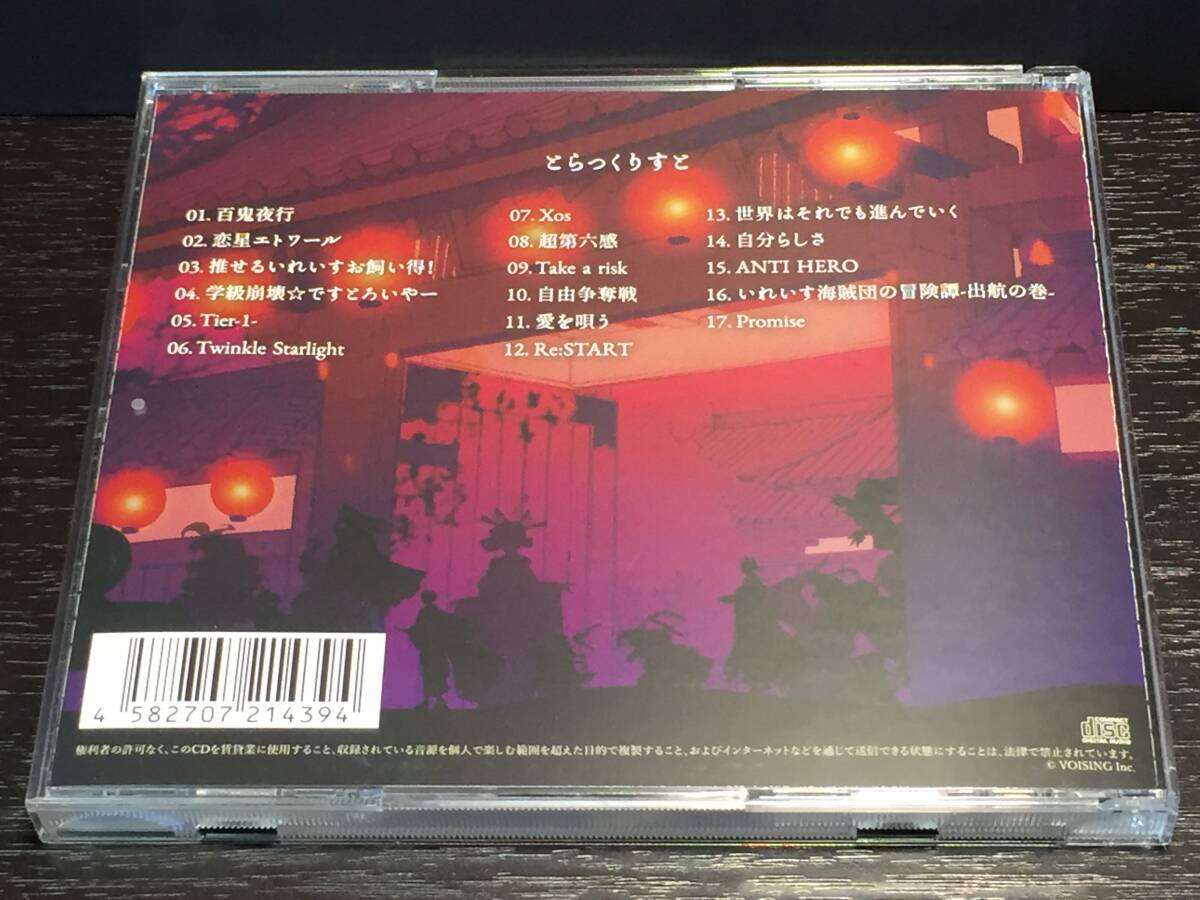 とらつくりすと
01. 百鬼夜行
02. 恋星エトワール
03. 推せるいれいすお飼い得!
04. 学級崩壊☆ですとろいやー
05. Tier-1-
06. Twinkle Starlight
07. Xos
08. 超第六感
09. Take a risk
10. 自由争奪戦
11. 愛を唄う
12. Re:START
13. 世界はそれでも進んでいく
14. 自分らしさ
15. ANTI HERO
16. いれいす海賊団の冒険譚-出航の巻-
17. Promise
4 582707 214394
COMPACT
disc
DIGITAL AUDIO
権利者の許可なく、このCDを賃貸業に使用すること、収録されている音源を個人で楽しむ範囲を超えた目的で複製すること、およびインターネットなどを通じて送信できる状態にすることは、法律で禁止されています。
© VOISING Inc.